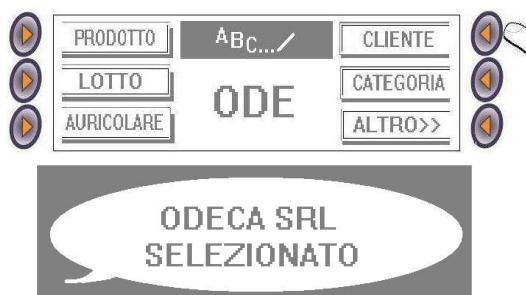 PRODOTTO
ABC.../
CLIENTE
LOTTO
ODE
CATEGORIA
AURICOLARE
ALTRO>>
ODECA SRL
SELEZIONATO